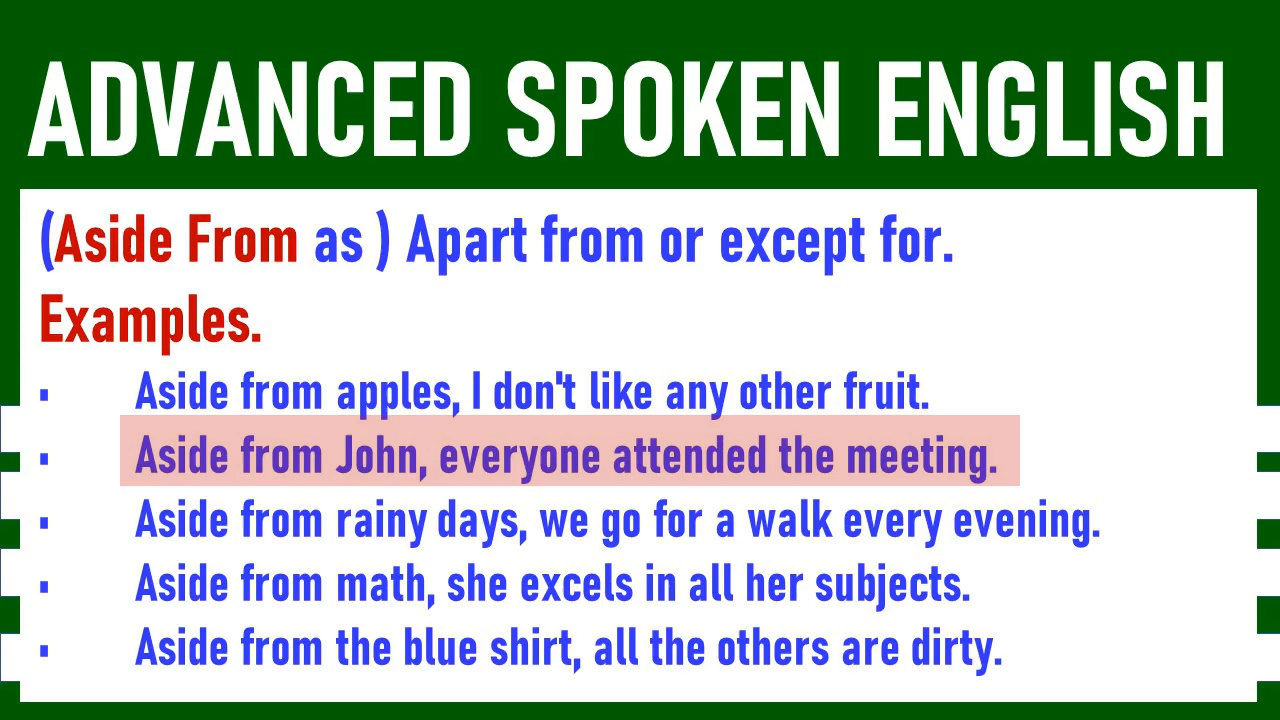 ADVANCED SPOKEN ENGLISH
(Aside From as ) Apart from or except for.
Examples.
▪ Aside from apples, I don't like any other fruit.
▪ Aside from John, everyone attended the meeting.
▪ Aside from rainy days, we go for a walk every evening.
▪ Aside from math, she excels in all her subjects.
▪ Aside from the blue shirt, all the others are dirty.